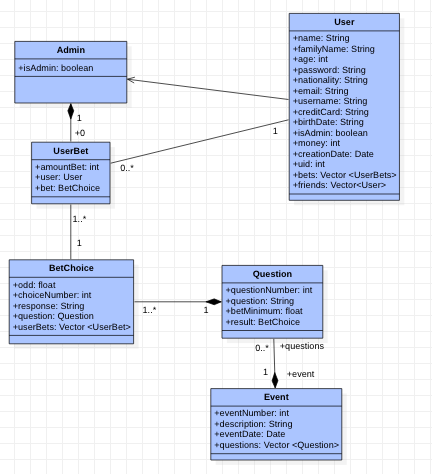 User
+name: String
+familyName: String
+age: int
+password: String
+nationality: String
+email: String
+username: String
+creditCard: String
+birthDate: String
+isAdmin: boolean
+money: int
+creationDate: Date
+uid: int
+bets: Vector <UserBets>
+friends: Vector<User>
Admin
+isAdmin: boolean
1
+0
1
0..*
UserBet
+amountBet: int
+user: User
+bet: BetChoice
1..*
1
BetChoice
+odd: float
+choiceNumber: int
+response: String
+question: Question
+userBets: Vector <UserBet>
1..*
1
Question
+questionNumber: int
+question: String
+betMinimum: float
+result: BetChoice
0..*
+questions
1
+event
Event
+eventNumber: int
+description: String
+eventDate: Date
+questions: Vector <Question>